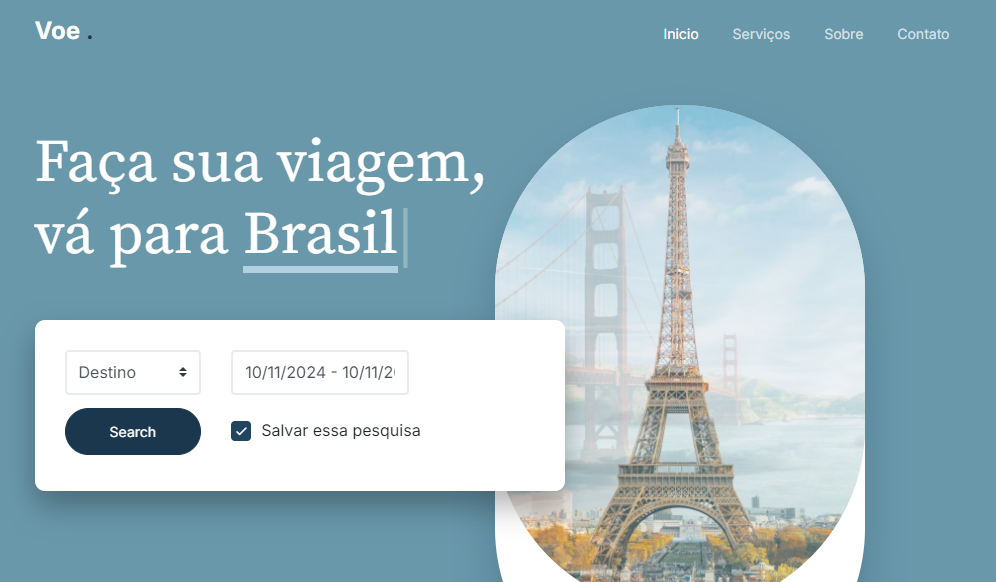 Voe .
Inicio Serviços Sobre Contato
Faça sua viagem,
vá para Brasil
Destino
10/11/2024 - 10/11/2
Search
Salvar essa pesquisa